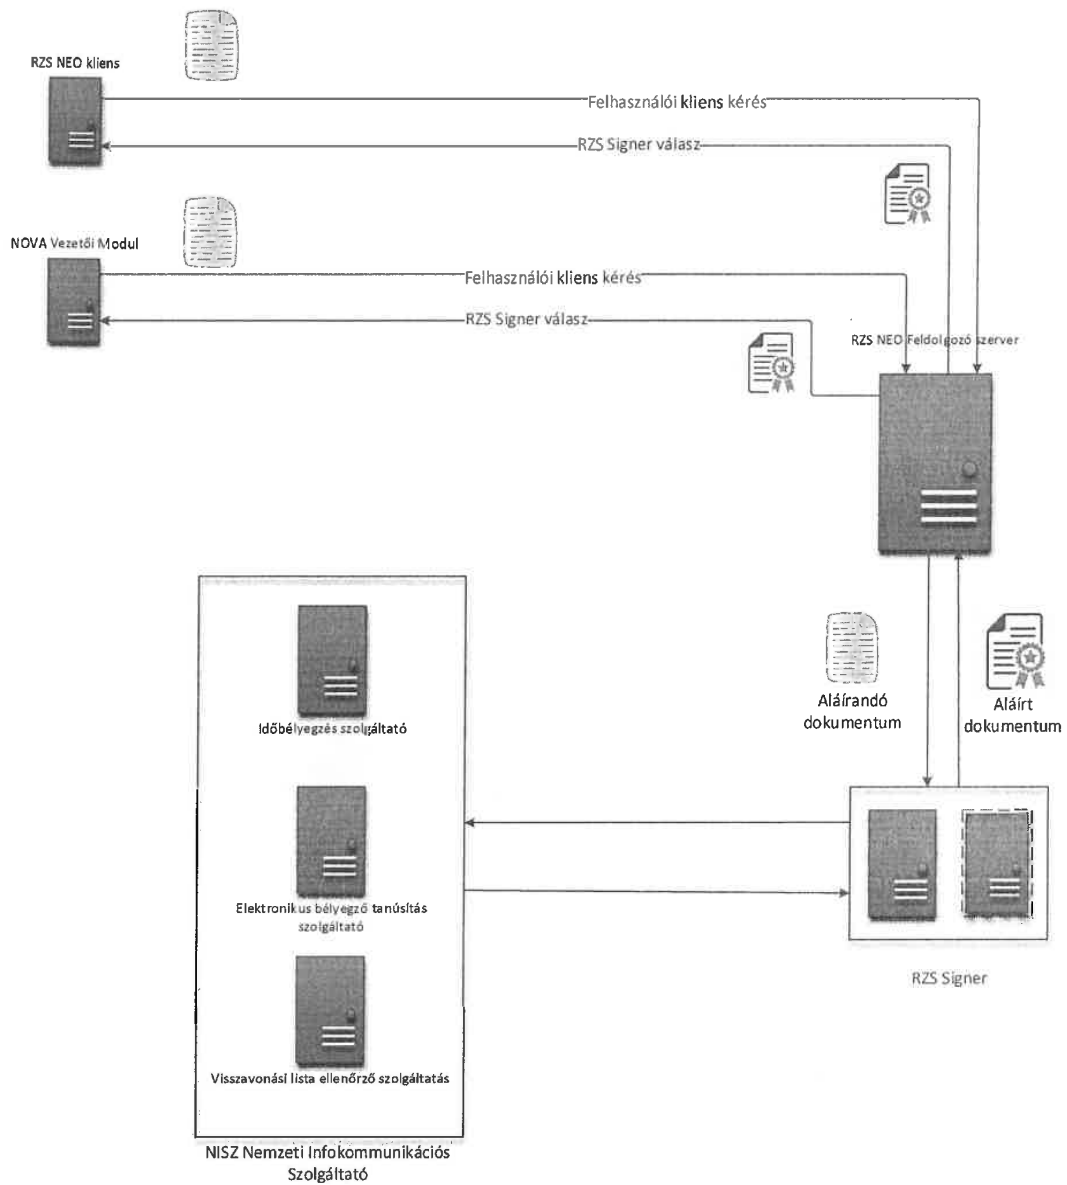 RZS NEO kliens
Felhasználói kliens kérés
RZS Signer válasz
NOVA Vezetői Modul
Felhasználói kliens kérés
RZS Signer válasz
RZS NEO Feldolgozó szerver
Időbélyegzés szolgáltató
Aláírandó
dokumentum
Aláírt
dokumentum
Elektronikus bélyegző tanúsítás
szolgáltató
RZS Signer
Visszavonási lista ellenőrző szolgáltatás
NISZ Nemzeti Infokommunikációs
Szolgáltató